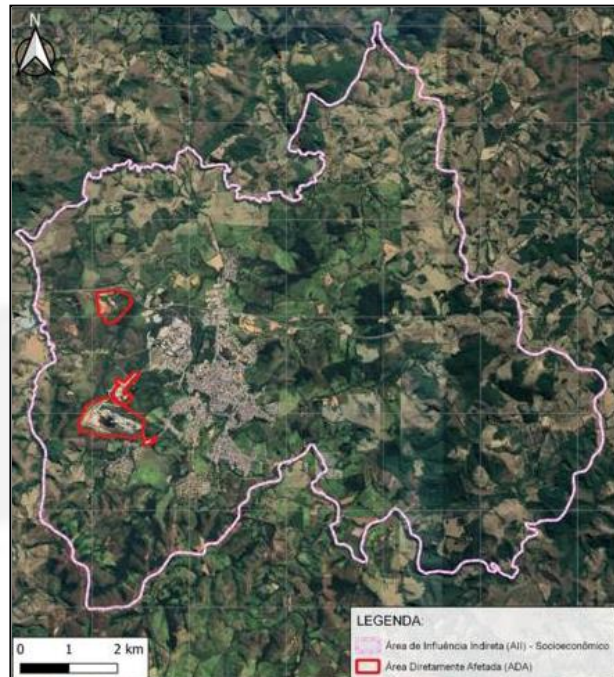 N
0 1 2 km
LEGENDA:
Área de Influência Indireta (AII) - Socioeconômico
Área Diretamente Afetada (ADA)